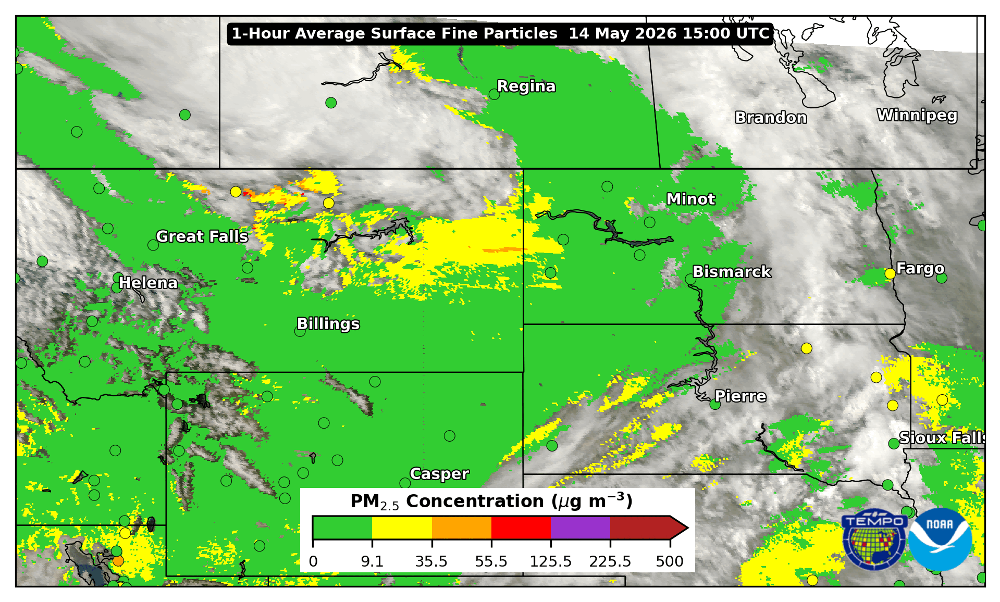 1-Hour Average Surface Fine Particles 14 May 2026 15:00 UTC
Regina
Brandon
Winnipeg
Minot
Great Falls
Bismarck
Fargo
Helena
Billings
Pierre
Sioux Falls
Casper
PM2.5 Concentration (μg m−3)
0 9.1 35.5 55.5 125.5 225.5 500
TEMPO
NOAA